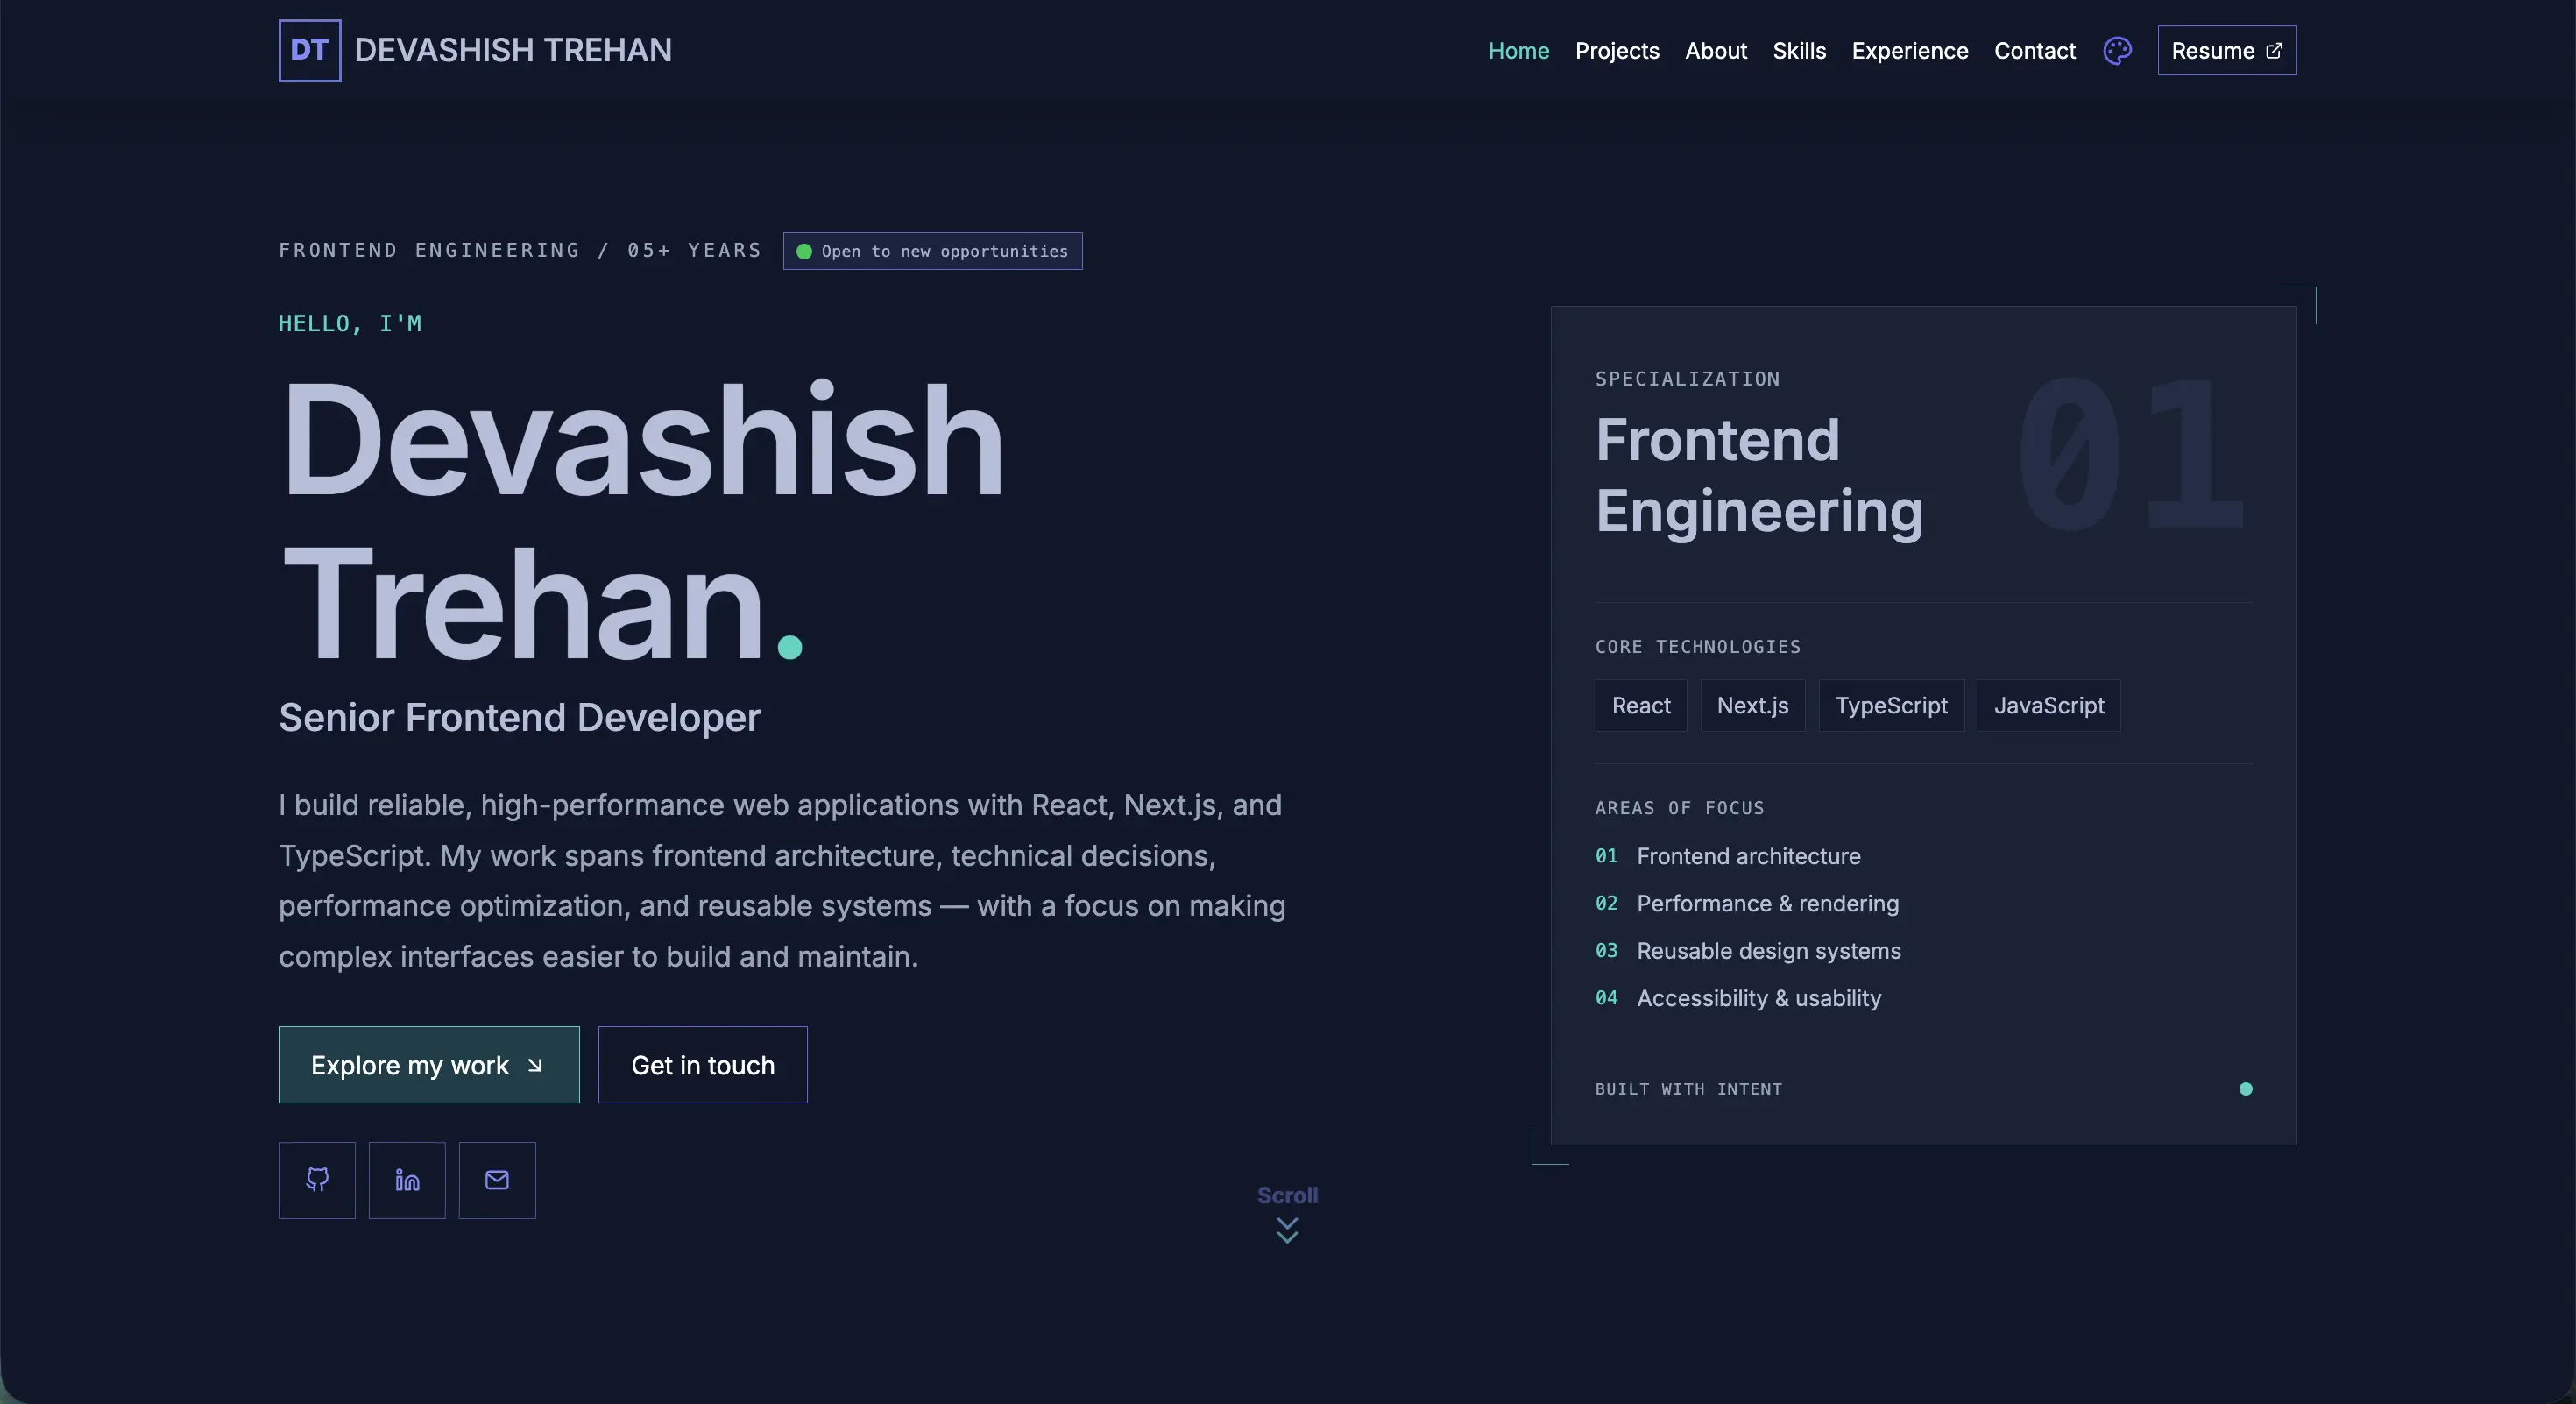 DT DEVASHISH TREHAN
Home Projects About Skills Experience Contact Resume
FRONTEND ENGINEERING / 05+ YEARS
Open to new opportunities
HELLO, I'M
Devashish
Trehan.
Senior Frontend Developer
I build reliable, high-performance web applications with React, Next.js, and
TypeScript. My work spans frontend architecture, technical decisions,
performance optimization, and reusable systems — with a focus on making
complex interfaces easier to build and maintain.
Explore my work
Get in touch
Scroll
SPECIALIZATION
01
Frontend
Engineering
CORE TECHNOLOGIES
React Next.js TypeScript JavaScript
AREAS OF FOCUS
01 Frontend architecture
02 Performance & rendering
03 Reusable design systems
04 Accessibility & usability
BUILT WITH INTENT